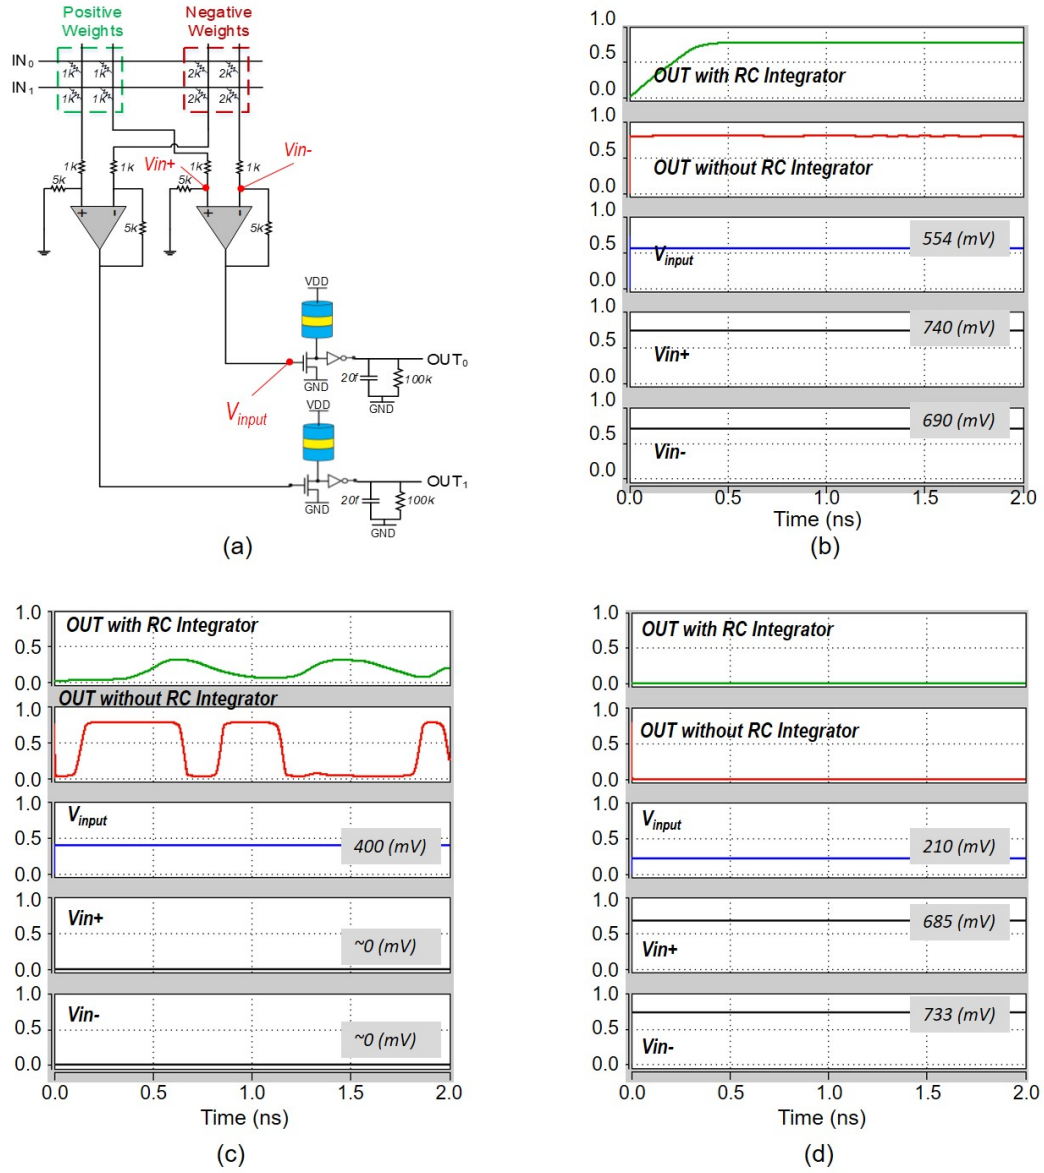 Positive
Weights
Negative
Weights
IN0
IN1
1k 1k 2k 2k
1k 1k 2k 2k
1k 1k Vin+ 1k 1k Vin-
5k 5k
+ - + -
5k 5k
VDD
OUT0
GND 20f 100k
GND
Vinput
VDD
OUT1
GND 20f 100k
GND
(a)
1.0
0.5
0.0
OUT with RC Integrator
1.0
0.5
0.0
OUT without RC Integrator
1.0
0.5
0.0
Vinput
554 (mV)
1.0
0.5
0.0
Vin+
740 (mV)
1.0
0.5
0.0
Vin-
690 (mV)
0.0 0.5 1.0 1.5 2.0
Time (ns)
(b)
1.0
0.5
0.0
OUT with RC Integrator
OUT without RC Integrator
1.0
0.5
0.0
1.0
0.5
0.0
Vinput
400 (mV)
1.0
0.5
0.0
Vin+
~0 (mV)
1.0
0.5
0.0
Vin-
~0 (mV)
0.0 0.5 1.0 1.5 2.0
Time (ns)
(c)
1.0
0.5
0.0
OUT with RC Integrator
1.0
0.5
0.0
OUT without RC Integrator
1.0
0.5
0.0
Vinput
210 (mV)
1.0
0.5
0.0
Vin+
685 (mV)
1.0
0.5
0.0
Vin-
733 (mV)
0.0 0.5 1.0 1.5 2.0
Time (ns)
(d)